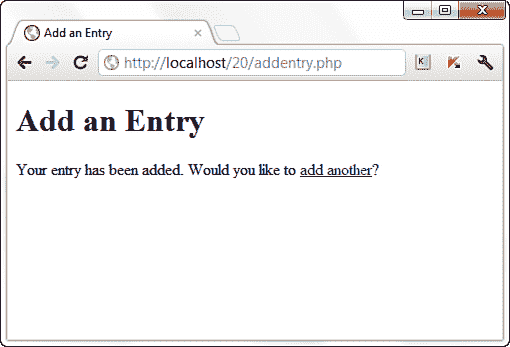 Add an Entry
http://localhost/20/addentry.php
K
Add an Entry
Your entry has been added. Would you like to add another?